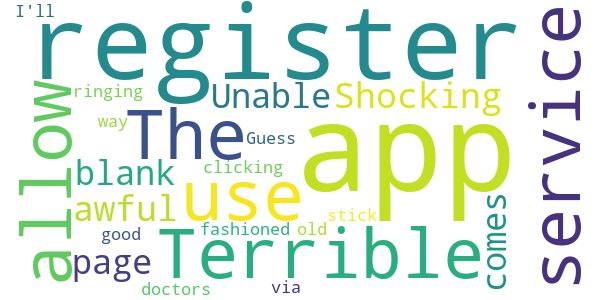 I'll
register
service
allow
ringing
Unable
Shocking
The
way
Guess
app
blank
clicking
use
awful
comes
stick
good
fashioned
old
Terrible
page
doctors
via